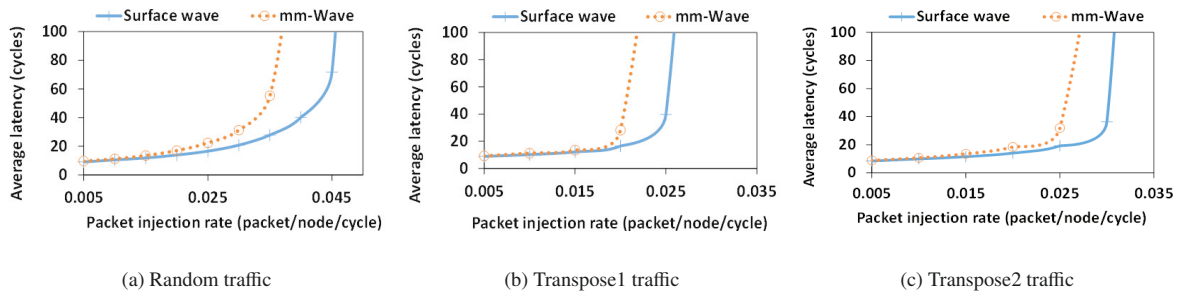 Surface wave mm-Wave
100
80
60
40
20
0
Average latency (cycles)
0.005 0.025 0.045
Packet injection rate (packet/node/cycle)
(a) Random traffic
Surface wave mm-Wave
100
80
60
40
20
0
Average latency (cycles)
0.005 0.015 0.025 0.035
Packet injection rate (packet/node/cycle)
(b) Transpose1 traffic
Surface wave mm-Wave
100
80
60
40
20
0
Average latency (cycles)
0.005 0.015 0.025 0.035
Packet injection rate (packet/node/cycle)
(c) Transpose2 traffic